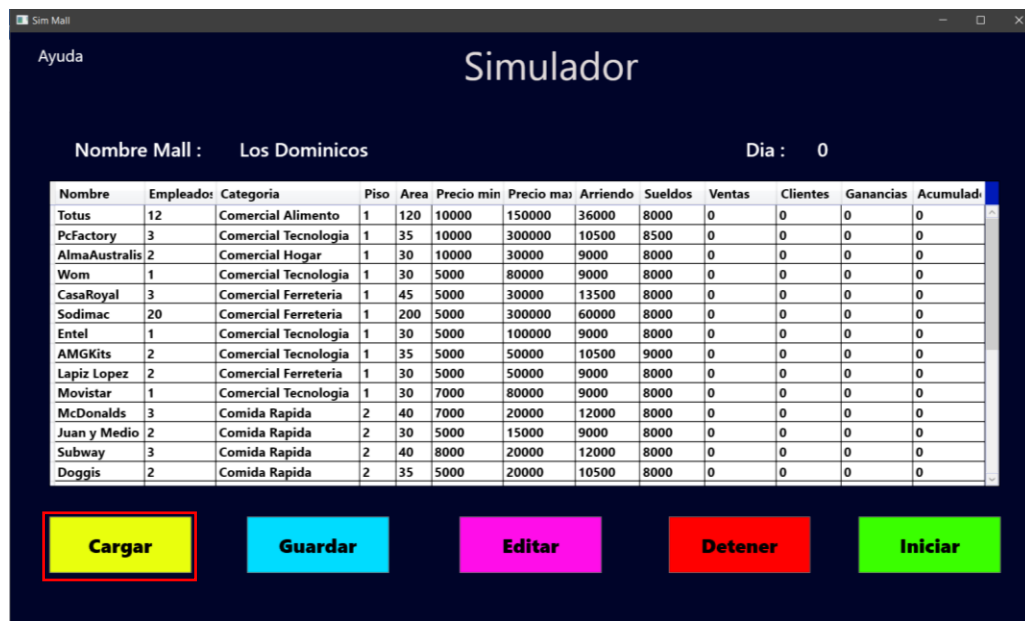 Sim Mall
Ayuda
Simulador
Nombre Mall : Los Dominicos Dia : 0
Nombre Empleados Categoria Piso Area Precio min Precio max Arriendo Sueldos Ventas Clientes Ganancias Acumulad
Totus 12 Comercial Alimento 1 120 10000 150000 36000 8000 0 0 0 0
PcFactory 3 Comercial Tecnologia 1 35 10000 300000 10500 8500 0 0 0 0
AlmaAustralis 2 Comercial Hogar 1 30 10000 30000 9000 8000 0 0 0 0
Wom 1 Comercial Tecnologia 1 30 5000 80000 9000 8000 0 0 0 0
CasaRoyal 3 Comercial Ferreteria 1 45 5000 30000 13500 8000 0 0 0 0
Sodimac 20 Comercial Ferreteria 1 200 5000 300000 60000 8000 0 0 0 0
Entel 1 Comercial Tecnologia 1 30 5000 100000 9000 8000 0 0 0 0
AMGKits 2 Comercial Tecnologia 1 35 5000 50000 10500 9000 0 0 0 0
Lapiz Lopez 2 Comercial Ferreteria 1 30 5000 50000 9000 8000 0 0 0 0
Movistar 1 Comercial Tecnologia 1 30 7000 80000 9000 8000 0 0 0 0
McDonalds 3 Comida Rapida 2 40 7000 20000 12000 8000 0 0 0 0
Juan y Medio 2 Comida Rapida 2 30 5000 15000 9000 8000 0 0 0 0
Subway 3 Comida Rapida 2 40 8000 20000 12000 8000 0 0 0 0
Doggis 2 Comida Rapida 2 35 5000 20000 10500 8000 0 0 0 0
Cargar Guardar Editar Detener Iniciar